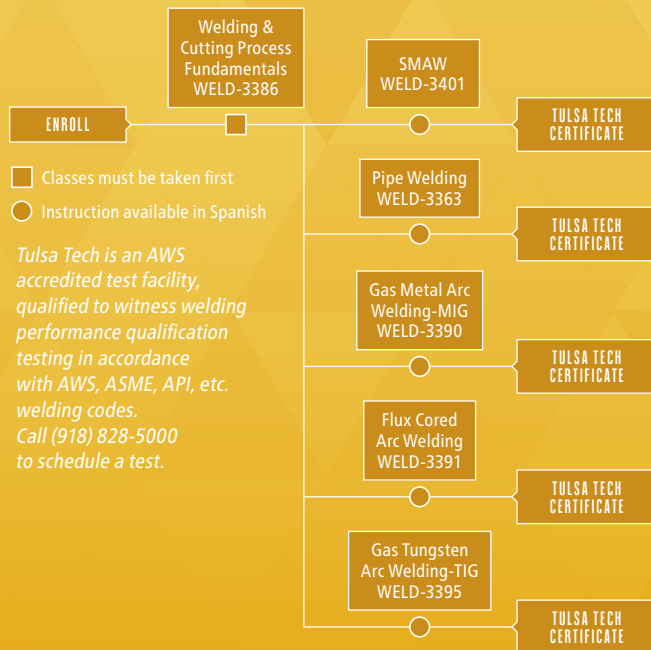 Welding &
Cutting Process
Fundamentals
WELD-3386
SMAW
WELD-3401
ENROLL
TULSA TECH
CERTIFICATE
Classes must be taken first
Instruction available in Spanish
Pipe Welding
WELD-3363
TULSA TECH
CERTIFICATE
Tulsa Tech is an AWS
accredited test facility,
qualified to witness welding
performance qualification
testing in accordance
with AWS, ASME, API, etc.
welding codes.
Call (918) 828-5000
to schedule a test.
Gas Metal Arc
Welding-MIG
WELD-3390
TULSA TECH
CERTIFICATE
Flux Cored
Arc Welding
WELD-3391
TULSA TECH
CERTIFICATE
Gas Tungsten
Arc Welding-TIG
WELD-3395
TULSA TECH
CERTIFICATE